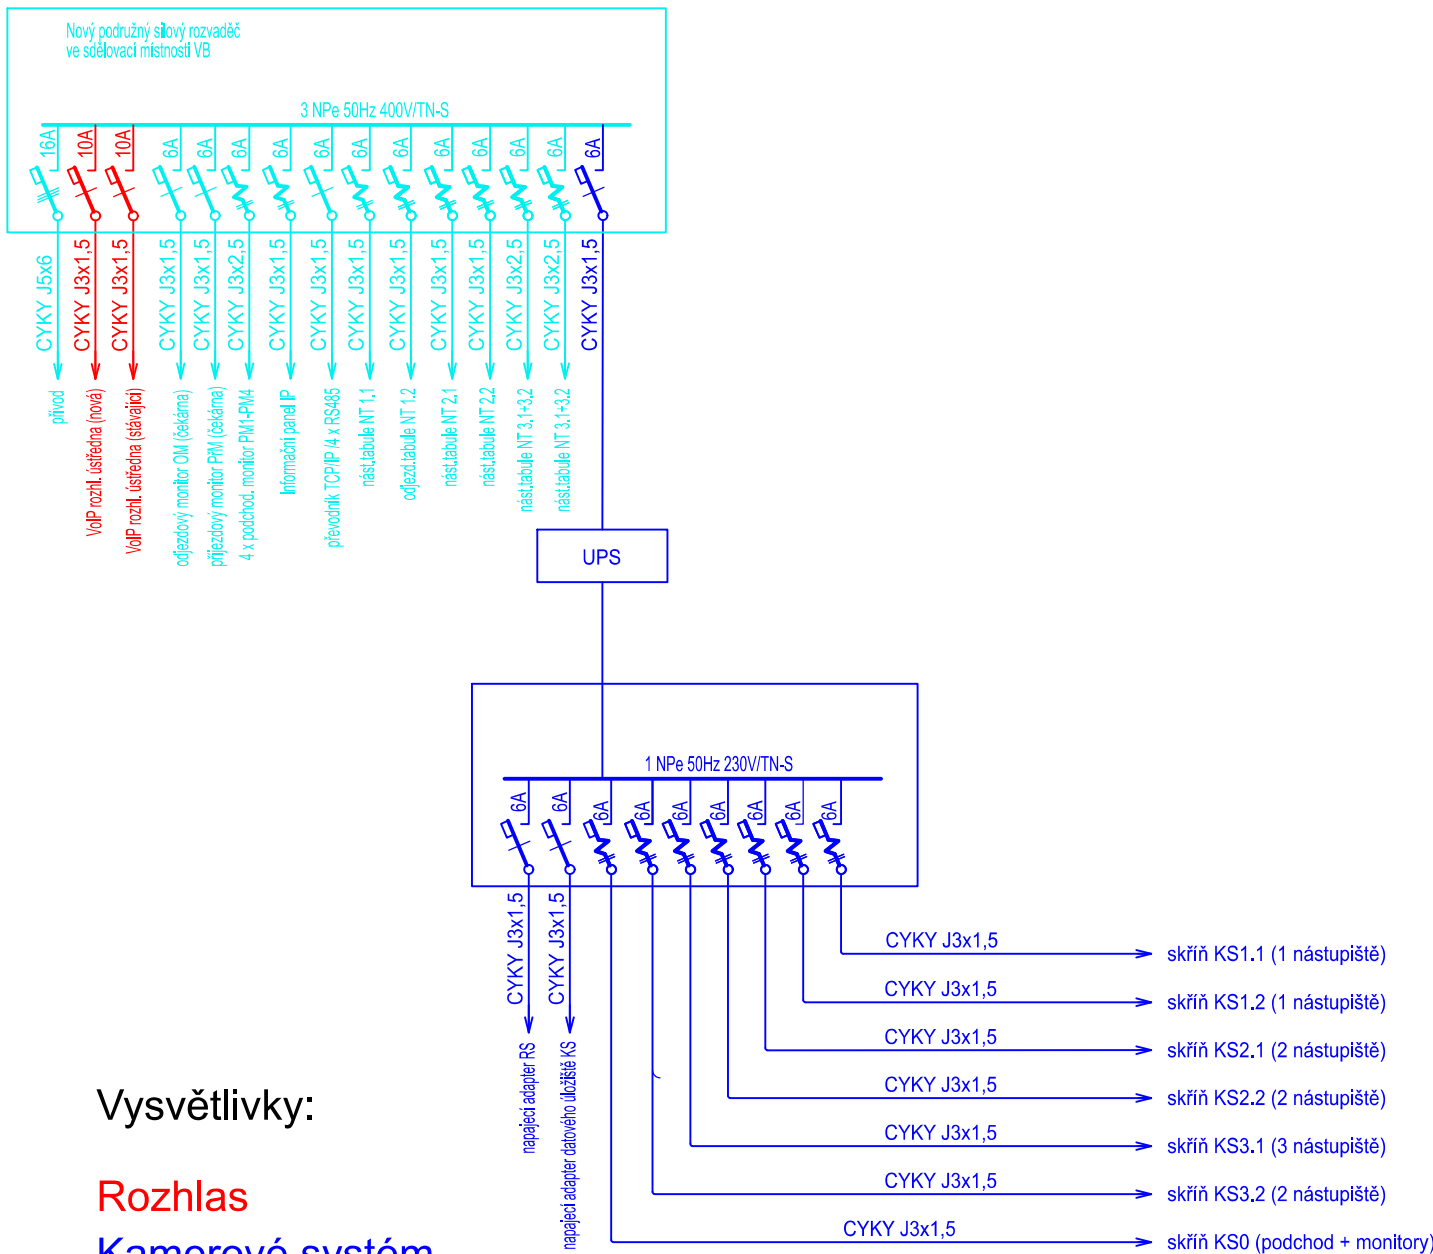 Nový podružný silový rozvaděč
ve sdělovací místnosti VB
3 NPe 50Hz 400V/TN-S
16A
10A
10A
6A
6A
6A
6A
6A
6A
6A
6A
6A
6A
6A
6A
CYKY J5x6
CYKY J3x1,5
CYKY J3x1,5
CYKY J3x1,5
CYKY J3x1,5
CYKY J3x2,5
CYKY J3x1,5
CYKY J3x1,5
CYKY J3x1,5
CYKY J3x1,5
CYKY J3x1,5
CYKY J3x1,5
CYKY J3x2,5
CYKY J3x2,5
CYKY J3x1,5
přívod
VoIP rozhl. ústředna (nová)
VoIP rozhl. ústředna (stávající)
odjezdový monitor OM (čekárna)
příjezdový monitor PřM (čekárna)
4 x podchod. monitor PM1-PM4
Informační panel IP
převodník TCP/IP /4 x RS485
nást.tabule NT 1.1
odjezd.tabule NT 1.2
nást.tabule NT 2.1
nást.tabule NT 2.2
nást.tabule NT 3.1+3.2
nást.tabule NT 3.1+3.2
UPS
1 NPe 50Hz 230V/TN-S
6A
6A
6A
6A
6A
6A
6A
6A
6A
CYKY J3x1,5
CYKY J3x1,5
napajecí adapter RS
napajecí adapter datového úložiště KS
CYKY J3x1,5
skříň KS1.1 (1 nástupiště)
CYKY J3x1,5
skříň KS1.2 (1 nástupiště)
CYKY J3x1,5
skříň KS2.1 (2 nástupiště)
CYKY J3x1,5
skříň KS2.2 (2 nástupiště)
CYKY J3x1,5
skříň KS3.1 (3 nástupiště)
CYKY J3x1,5
skříň KS3.2 (2 nástupiště)
CYKY J3x1,5
skříň KS0 (podchod + monitory)
Vysvětlivky:
Rozhlas
Kamerové systém